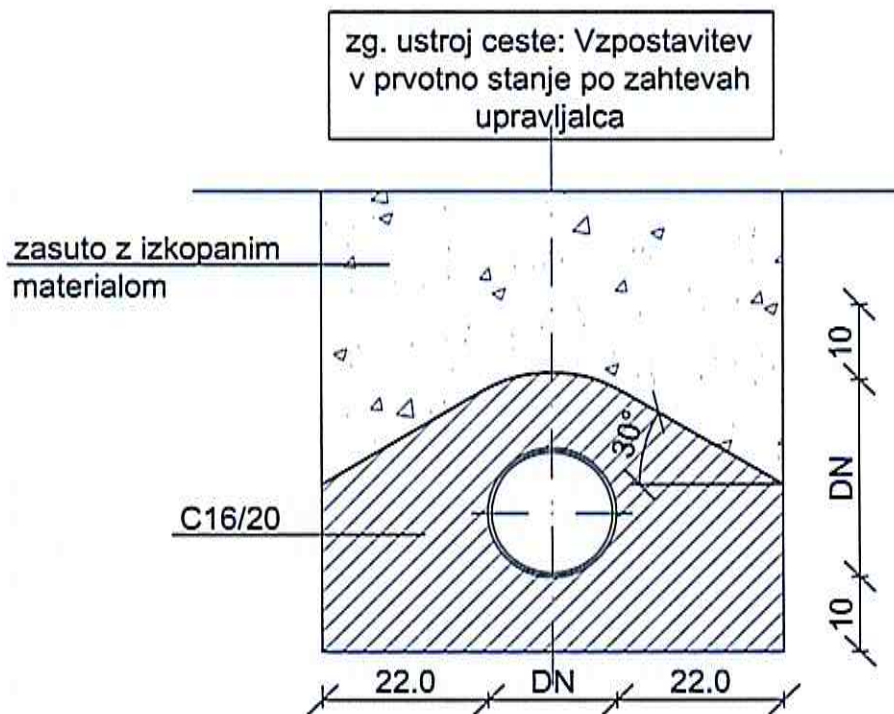 zg. ustroj ceste: Vzpostavitev
v prvotno stanje po zahtevah
upravljalca
zasuto z izkopanim
materialom
10
30°
DN
C16/20
10
22.0
DN
22.0